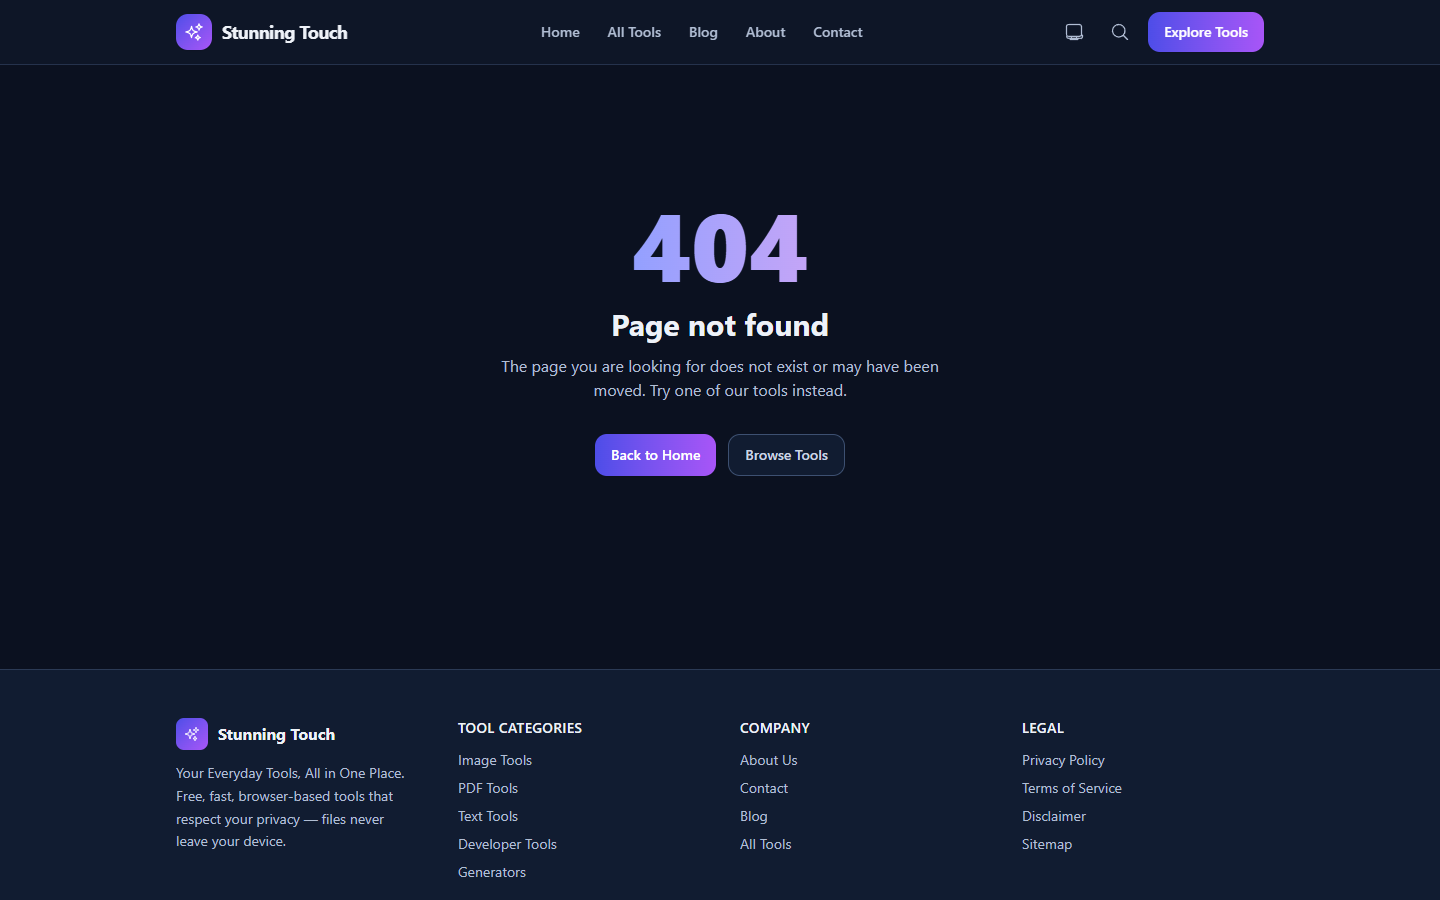 Stunning Touch
Home
All Tools
Blog
About
Contact
Explore Tools
404
Page not found
The page you are looking for does not exist or may have been
moved. Try one of our tools instead.
Back to Home
Browse Tools
Stunning Touch
Your Everyday Tools, All in One Place.
Free, fast, browser-based tools that
respect your privacy — files never
leave your device.
TOOL CATEGORIES
Image Tools
PDF Tools
Text Tools
Developer Tools
Generators
COMPANY
About Us
Contact
Blog
All Tools
LEGAL
Privacy Policy
Terms of Service
Disclaimer
Sitemap